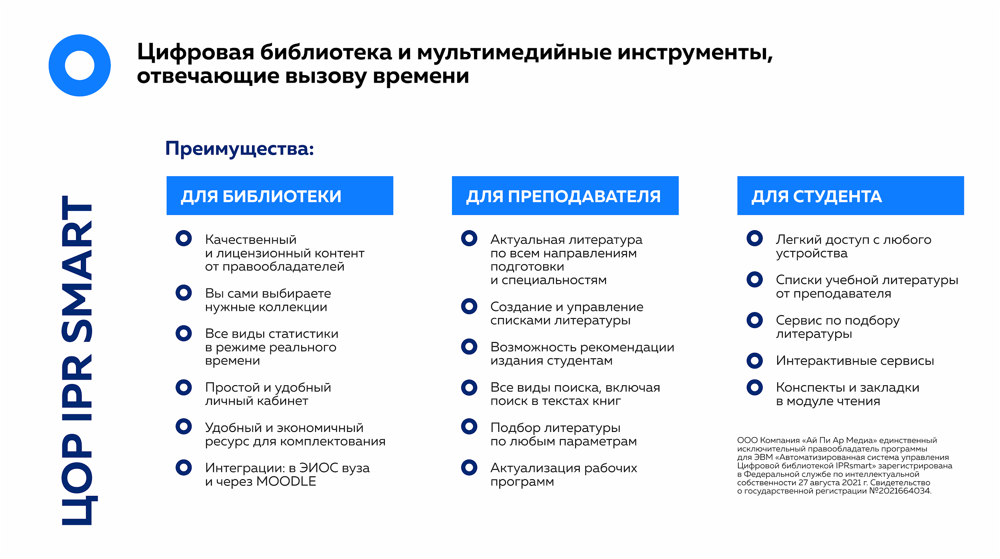 Цифровая библиотека и мультимедийные инструменты,
отвечающие вызову времени
ЦОР IPR SMART
Преимущества:
ДЛЯ БИБЛИОТЕКИ
Качественный
и лицензионный контент
от правообладателей
Вы сами выбираете
нужные коллекции
Все виды статистики
в режиме реального
времени
Простой и удобный
личный кабинет
Удобный и экономичный
ресурс для комплектования
Интеграции: в ЭИОС вуза
и через MOODLE
ДЛЯ ПРЕПОДАВАТЕЛЯ
Актуальная литература
по всем направлениям
подготовки
и специальностям
Создание и управление
списками литературы
Возможность рекомендации
издания студентам
Все виды поиска, включая
поиск в текстах книг
Подбор литературы
по любым параметрам
Актуализация рабочих
программ
ДЛЯ СТУДЕНТА
Легкий доступ с любого
устройства
Списки учебной литературы
от преподавателя
Сервис по подбору
литературы
Интерактивные сервисы
Конспекты и закладки
в модуле чтения
ООО Компания «Ай Пи Ар Медиа» единственный
исключительный правообладатель программы
для ЭВМ «Автоматизированная система управления
Цифровой библиотекой IPRsmart» зарегистрирована
в Федеральной службе по интеллектуальной
собственности 27 августа 2021 г. Свидетельство
о государственной регистрации №2021664034.